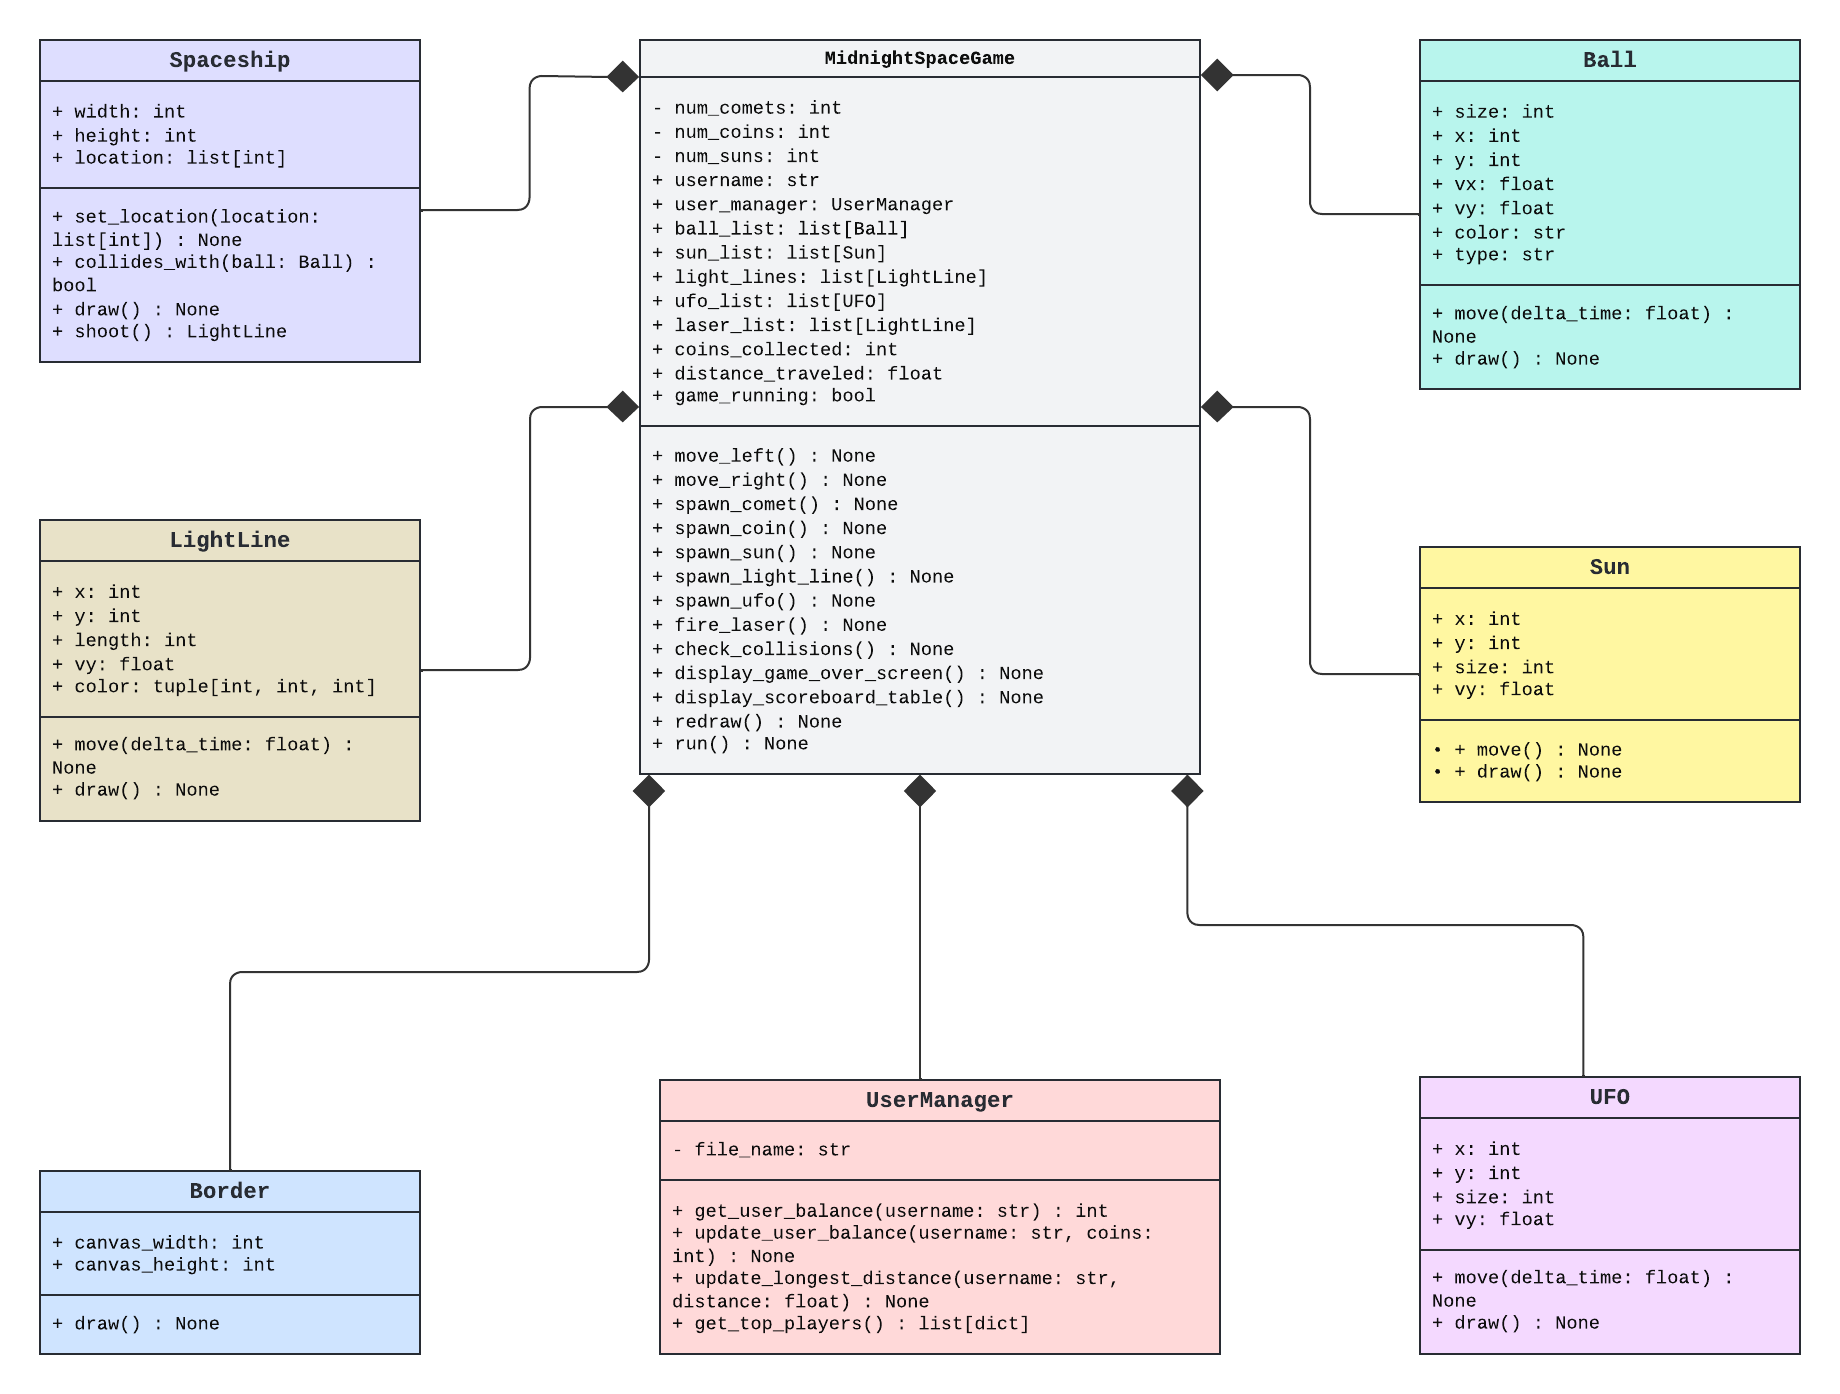 Spaceship
+ width: int
+ height: int
+ location: list[int]
+ set_location(location:
list[int]) : None
+ collides_with(ball: Ball) :
bool
+ draw() : None
+ shoot() : LightLine
MidnightSpaceGame
- num_comets: int
- num_coins: int
- num_suns: int
+ username: str
+ user_manager: UserManager
+ ball_list: list[Ball]
+ sun_list: list[Sun]
+ light_lines: list[LightLine]
+ ufo_list: list[UFO]
+ laser_list: list[LightLine]
+ coins_collected: int
+ distance_traveled: float
+ game_running: bool
+ move_left() : None
+ move_right() : None
+ spawn_comet() : None
+ spawn_coin() : None
+ spawn_sun() : None
+ spawn_light_line() : None
+ spawn_ufo() : None
+ fire_laser() : None
+ check_collisions() : None
+ display_game_over_screen() : None
+ display_scoreboard_table() : None
+ redraw() : None
+ run() : None
Ball
+ size: int
+ x: int
+ y: int
+ vx: float
+ vy: float
+ color: str
+ type: str
+ move(delta_time: float) :
None
+ draw() : None
LightLine
+ x: int
+ y: int
+ length: int
+ vy: float
+ color: tuple[int, int, int]
+ move(delta_time: float) :
None
+ draw() : None
Sun
+ x: int
+ y: int
+ size: int
+ vy: float
• + move() : None
• + draw() : None
Border
+ canvas_width: int
+ canvas_height: int
+ draw() : None
UserManager
- file_name: str
+ get_user_balance(username: str) : int
+ update_user_balance(username: str, coins:
int) : None
+ update_longest_distance(username: str,
distance: float) : None
+ get_top_players() : list[dict]
UFO
+ x: int
+ y: int
+ size: int
+ vy: float
+ move(delta_time: float) :
None
+ draw() : None